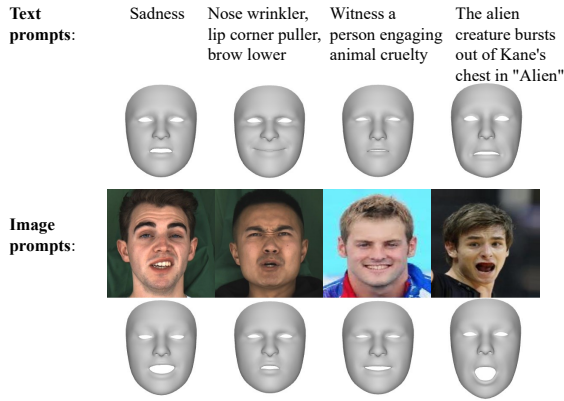 Text prompts:
Sadness
Nose wrinkler, lip corner puller, brow lower
Witness a person engaging animal cruelty
The alien creature bursts out of Kane's chest in "Alien"
Image prompts: